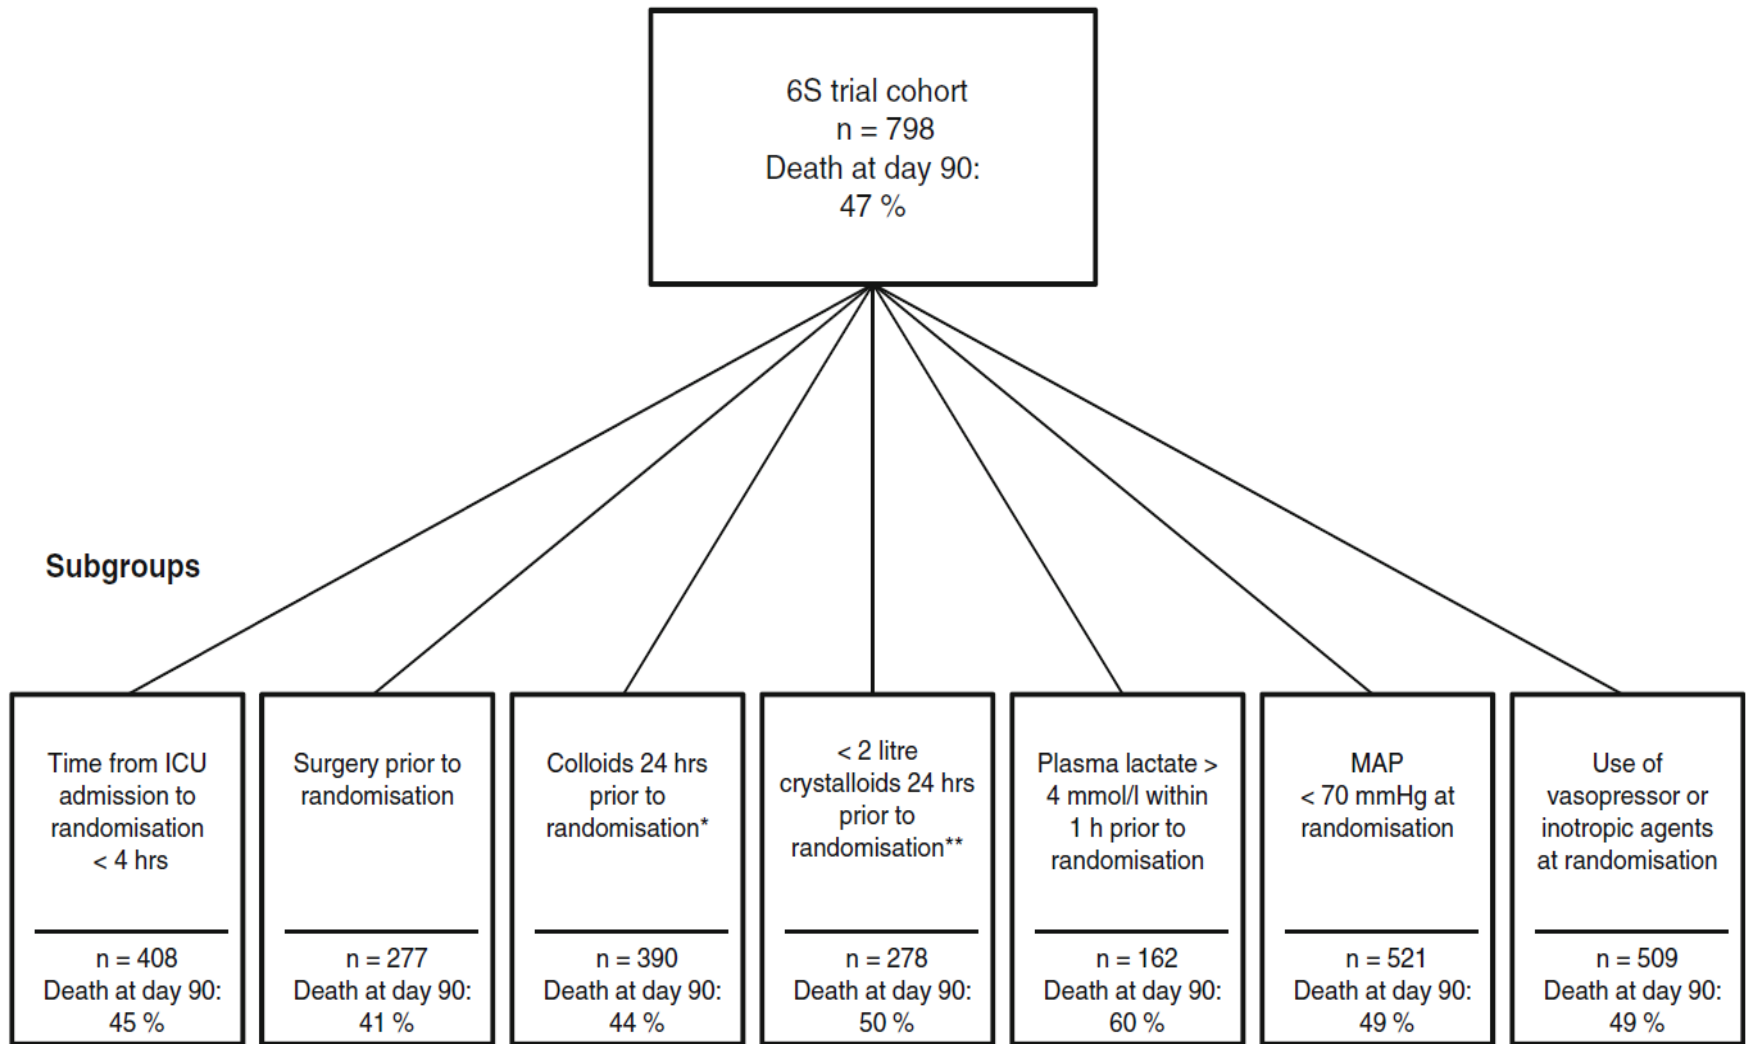 6S trial cohort
n = 798
Death at day 90:
47 %
Subgroups
Time from ICU
admission to
randomisation
< 4 hrs
n = 408
Death at day 90:
45 %
Surgery prior to
randomisation
n = 277
Death at day 90:
41 %
Colloids 24 hrs
prior to
randomisation*
n = 390
Death at day 90:
44 %
< 2 litre
crystalloids 24 hrs
prior to
randomisation**
n = 278
Death at day 90:
50 %
Plasma lactate >
4 mmol/l within
1 h prior to
randomisation
n = 162
Death at day 90:
60 %
MAP
< 70 mmHg at
randomisation
n = 521
Death at day 90:
49 %
Use of
vasopressor or
inotropic agents
at randomisation
n = 509
Death at day 90:
49 %